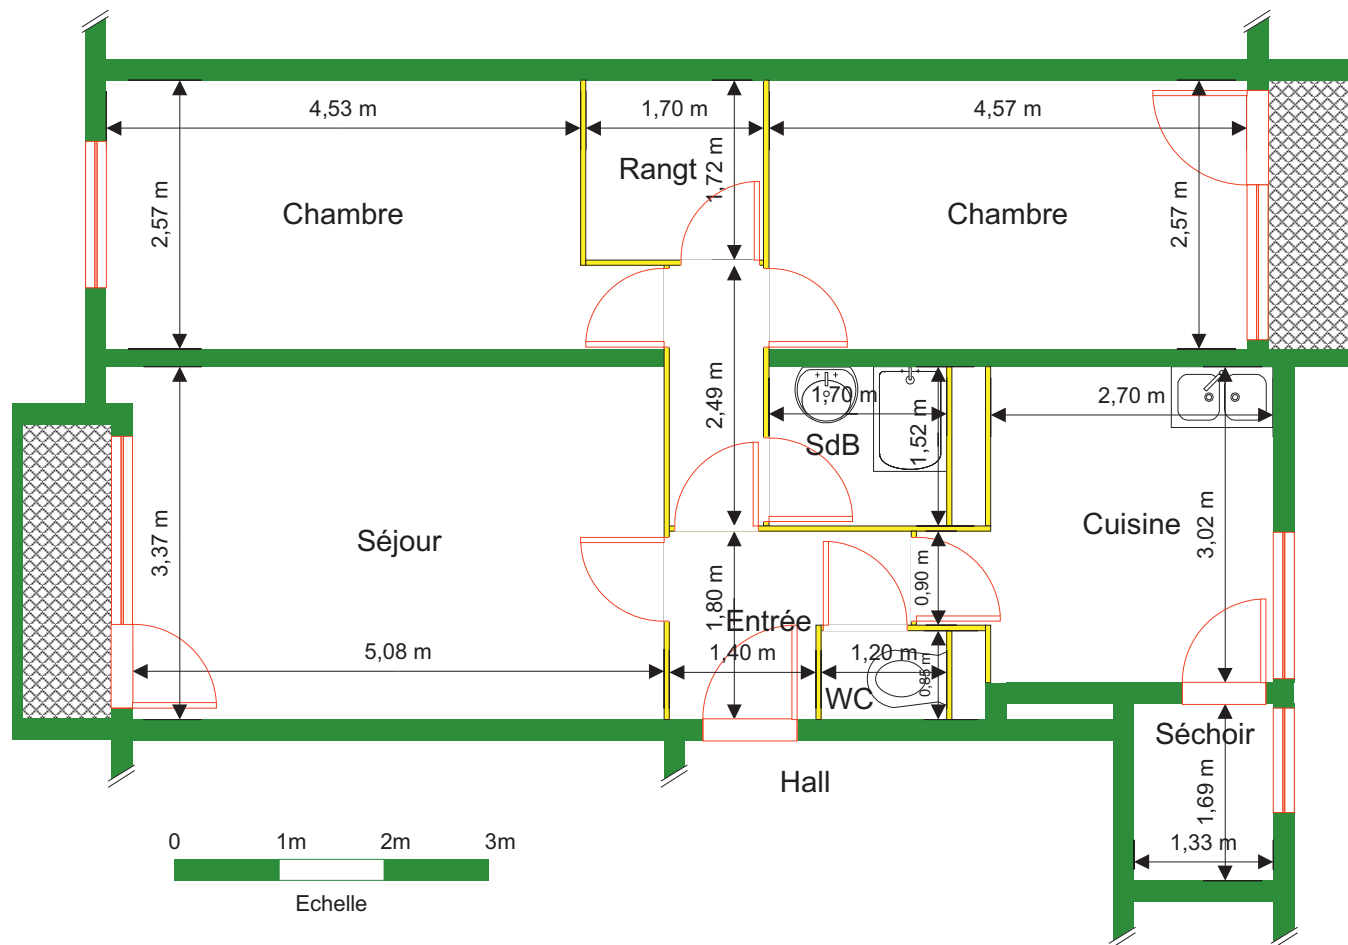 4,53 m
1,70 m
4,57 m
Rangt
1,72 m
Chambre
Chambre
2,57 m
2,57 m
2,49 m
1,70 m
2,70 m
SdB
1,52 m
Séjour
Cuisine
3,37 m
3,02 m
0,90 m
1,80 m
Entrée
5,08 m
1,40 m
1,20 m
0,85 m
WC
Séchoir
Hall
1,69 m
1,33 m
0 1m 2m 3m
Echelle